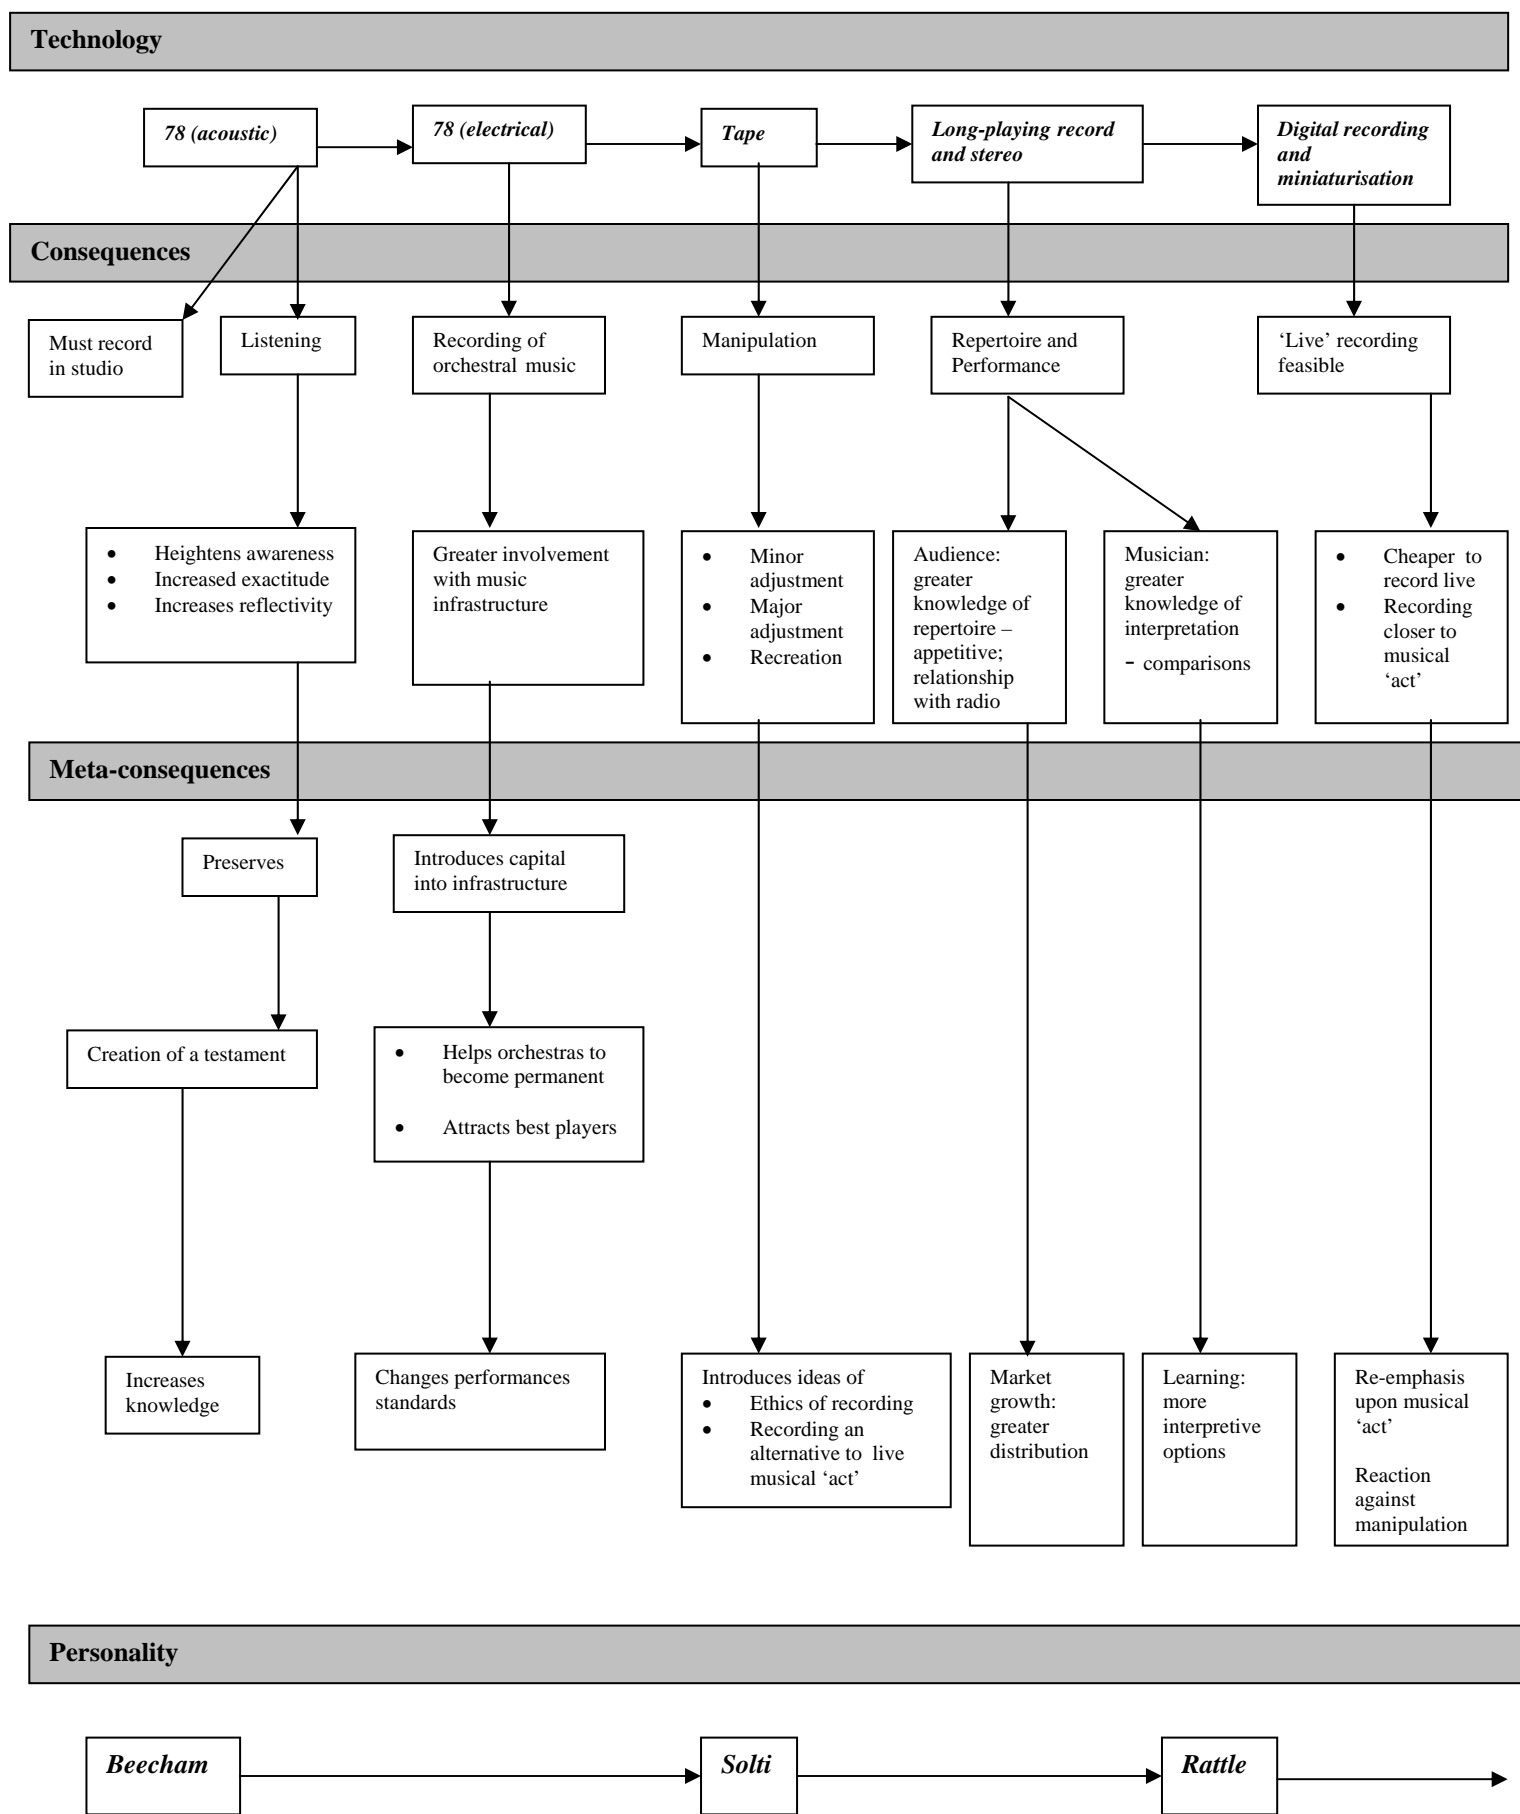 Technology
78 (acoustic)
78 (electrical)
Tape
Long-playing record
and stereo
Digital recording
and
miniaturisation
Consequences
Must record
in studio
Listening
Recording of
orchestral music
Manipulation
Repertoire and
Performance
‘Live’ recording
feasible
• Heightens awareness
• Increased exactitude
• Increases reflectivity
Greater involvement
with music
infrastructure
• Minor
adjustment
• Major
adjustment
• Recreation
Audience:
greater
knowledge of
repertoire –
appetitive;
relationship
with radio
Musician:
greater
knowledge of
interpretation
- comparisons
• Cheaper to
record live
• Recording
closer to
musical
‘act’
Meta-consequences
Preserves
Introduces capital
into infrastructure
Creation of a testament
• Helps orchestras to
become permanent
• Attracts best players
Increases
knowledge
Changes performances
standards
Introduces ideas of
• Ethics of recording
• Recording an
alternative to live
musical ‘act’
Market
growth:
greater
distribution
Learning:
more
interpretive
options
Re-emphasis
upon musical
‘act’
Reaction
against
manipulation
Personality
Beecham
Solti
Rattle